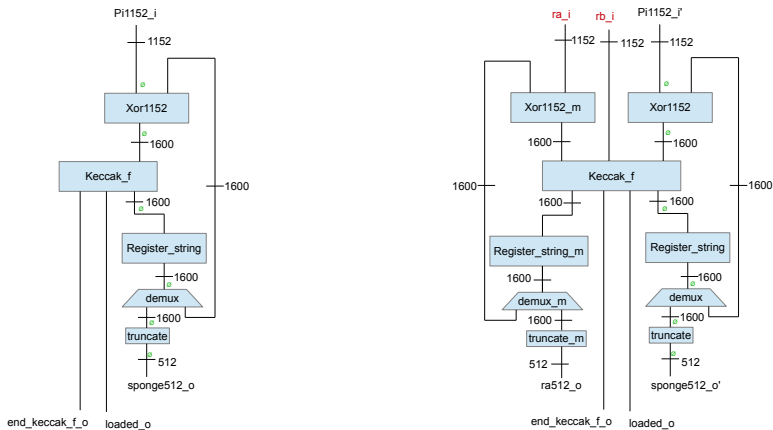 Pi1152_i
1152
ø
Xor1152
ø
1600
Keccak_f
1600
ø
1600
Register_string
1600
ø
demux
1600
ø
truncate
ø
512
sponge512_o
end_keccak_f_o
loaded_o
ra_i
rb_i
Pi1152_i'
1152
1152
1152
ø
Xor1152_m
Xor1152
ø
1600
1600
Keccak_f
1600
1600
1600
1600
ø
Register_string_m
Register_string
1600
1600
ø
demux_m
demux
1600
1600
ø
truncate_m
truncate
ø
512
512
ra512_o
sponge512_o'
end_keccak_f_o
loaded_o